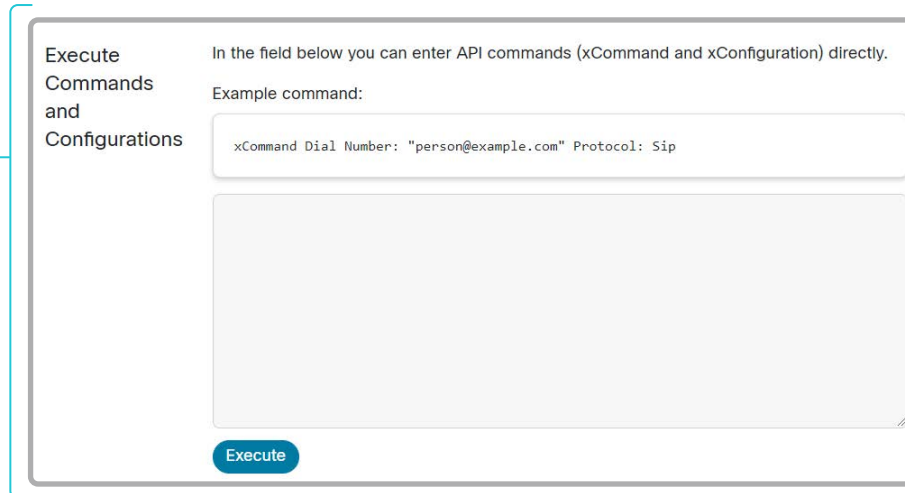 Execute
Commands
and
Configurations
In the field below you can enter API commands (xCommand and xConfiguration) directly.
Example command:
xCommand Dial Number: "person@example.com" Protocol: Sip
Execute